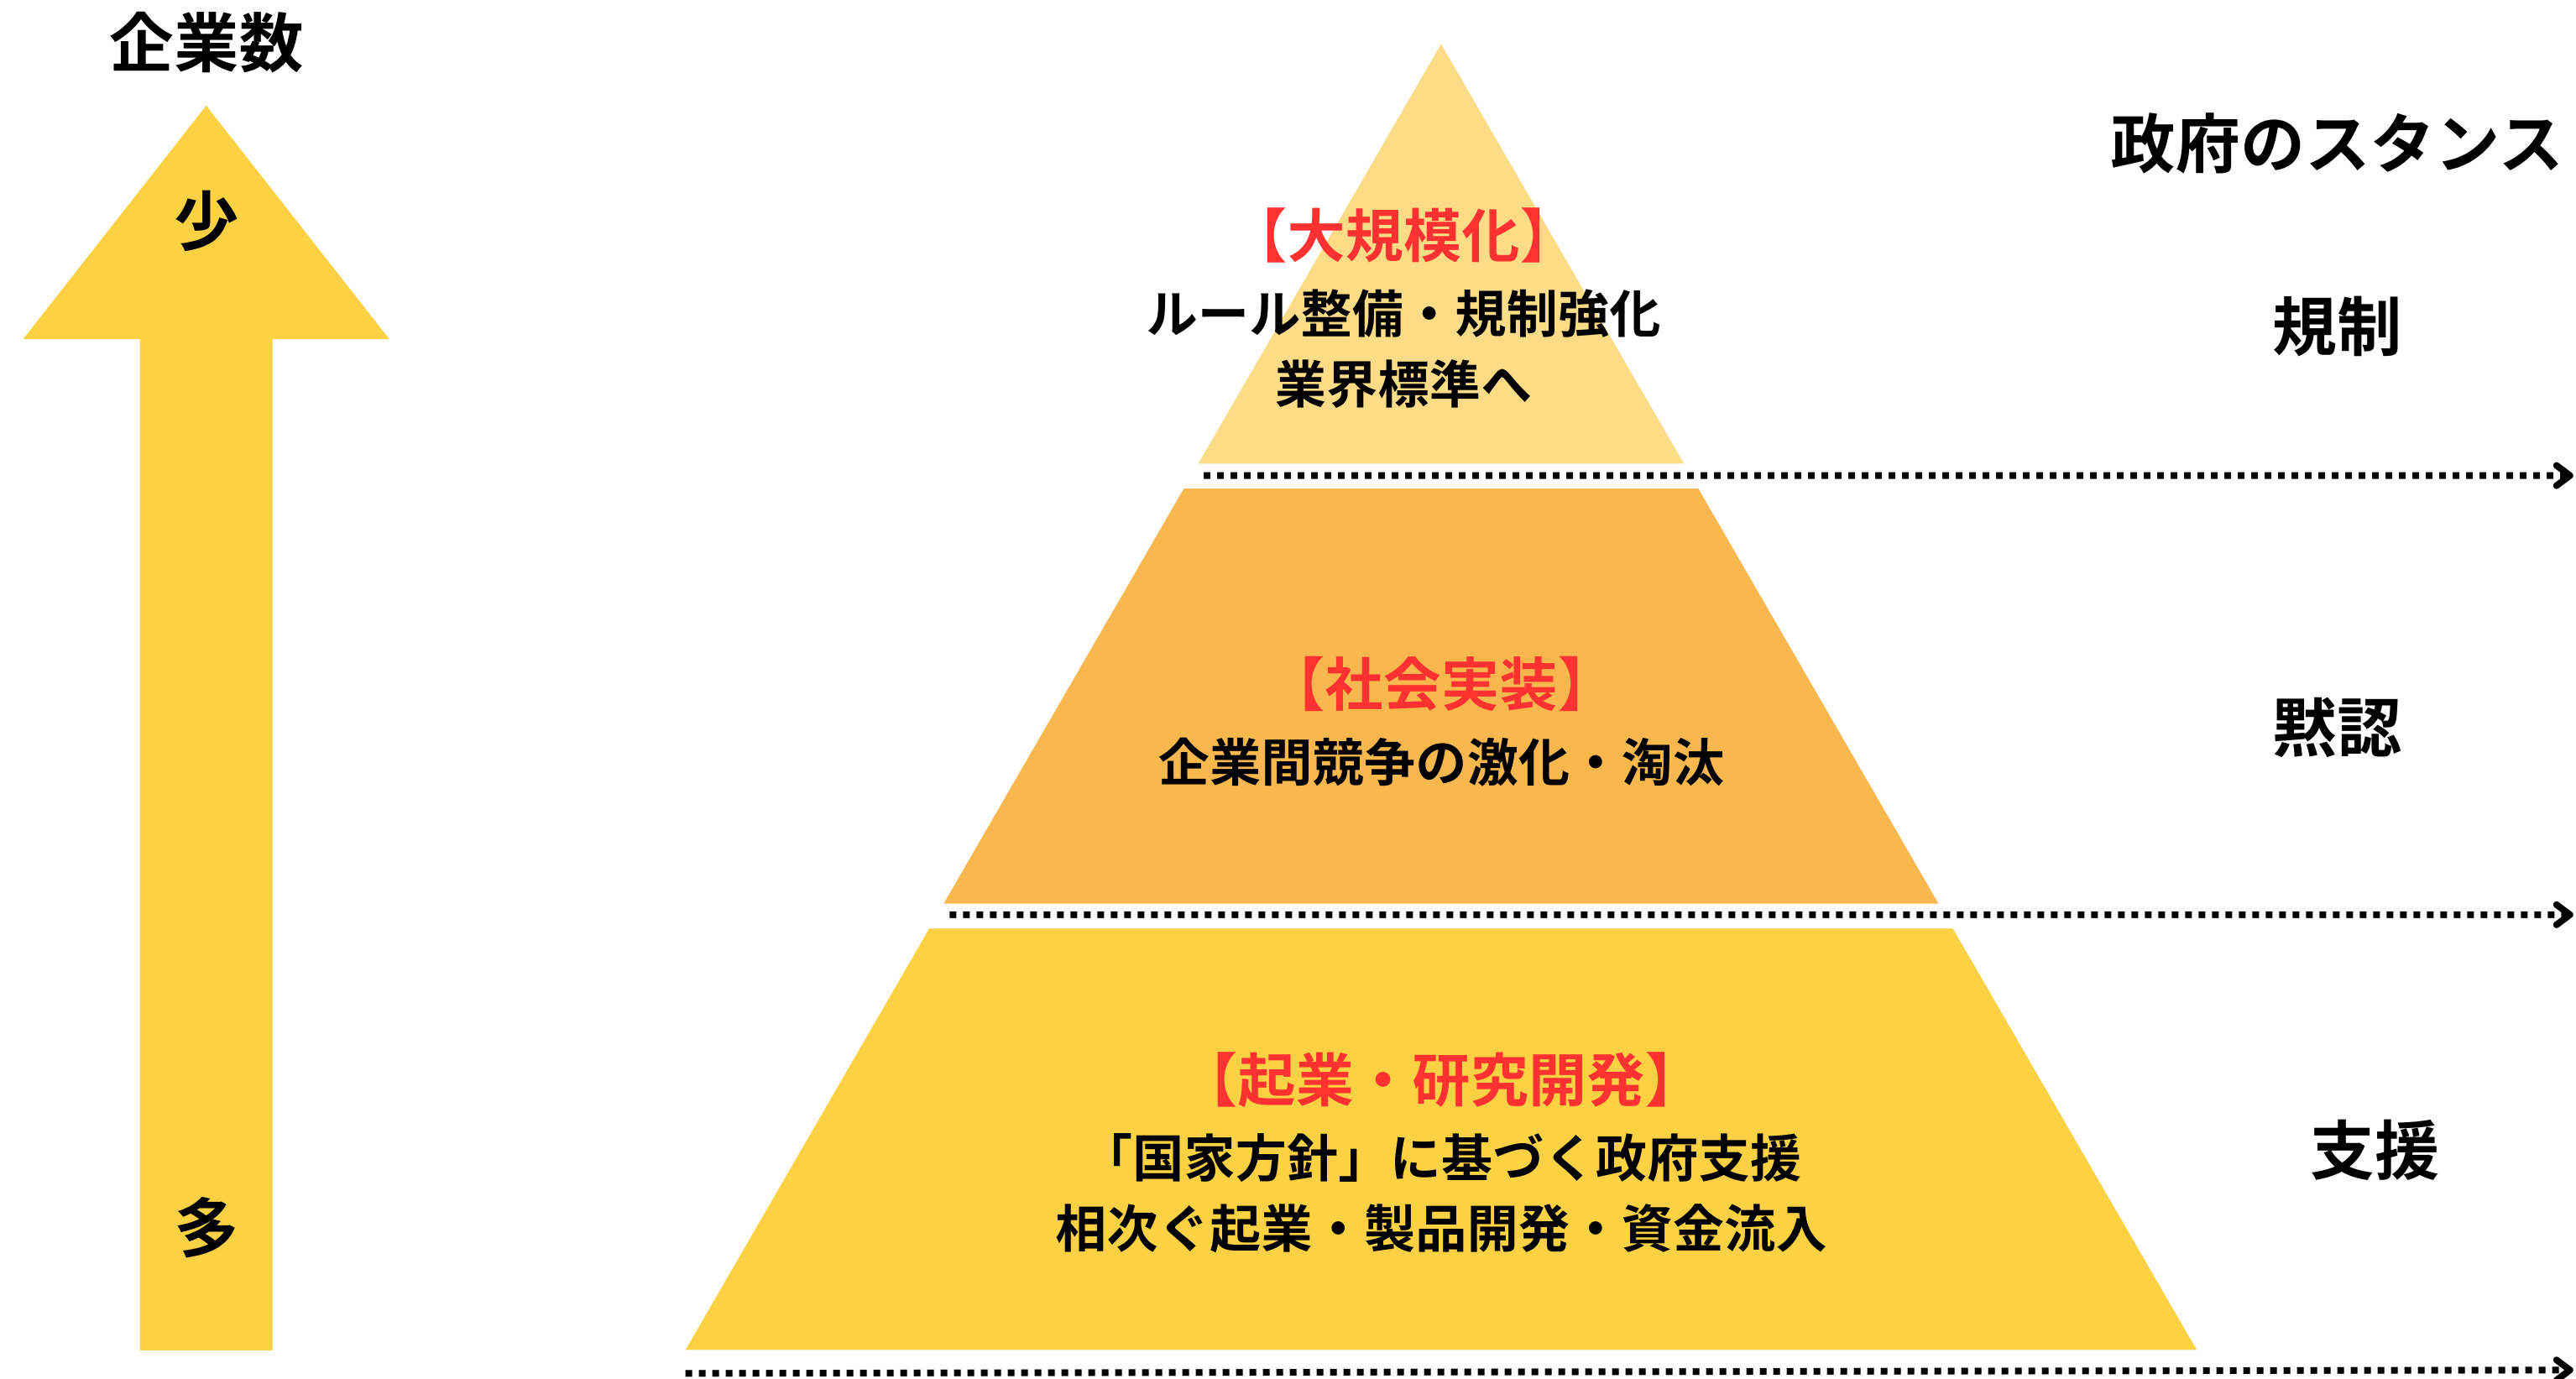 企業数
少
多
【大規模化】
ルール整備・規制強化
業界標準へ
【社会実装】
企業間競争の激化・淘汰
【起業・研究開発】
「国家方針」に基づく政府支援
相次ぐ起業・製品開発・資金流入
政府のスタンス
規制
黙認
支援